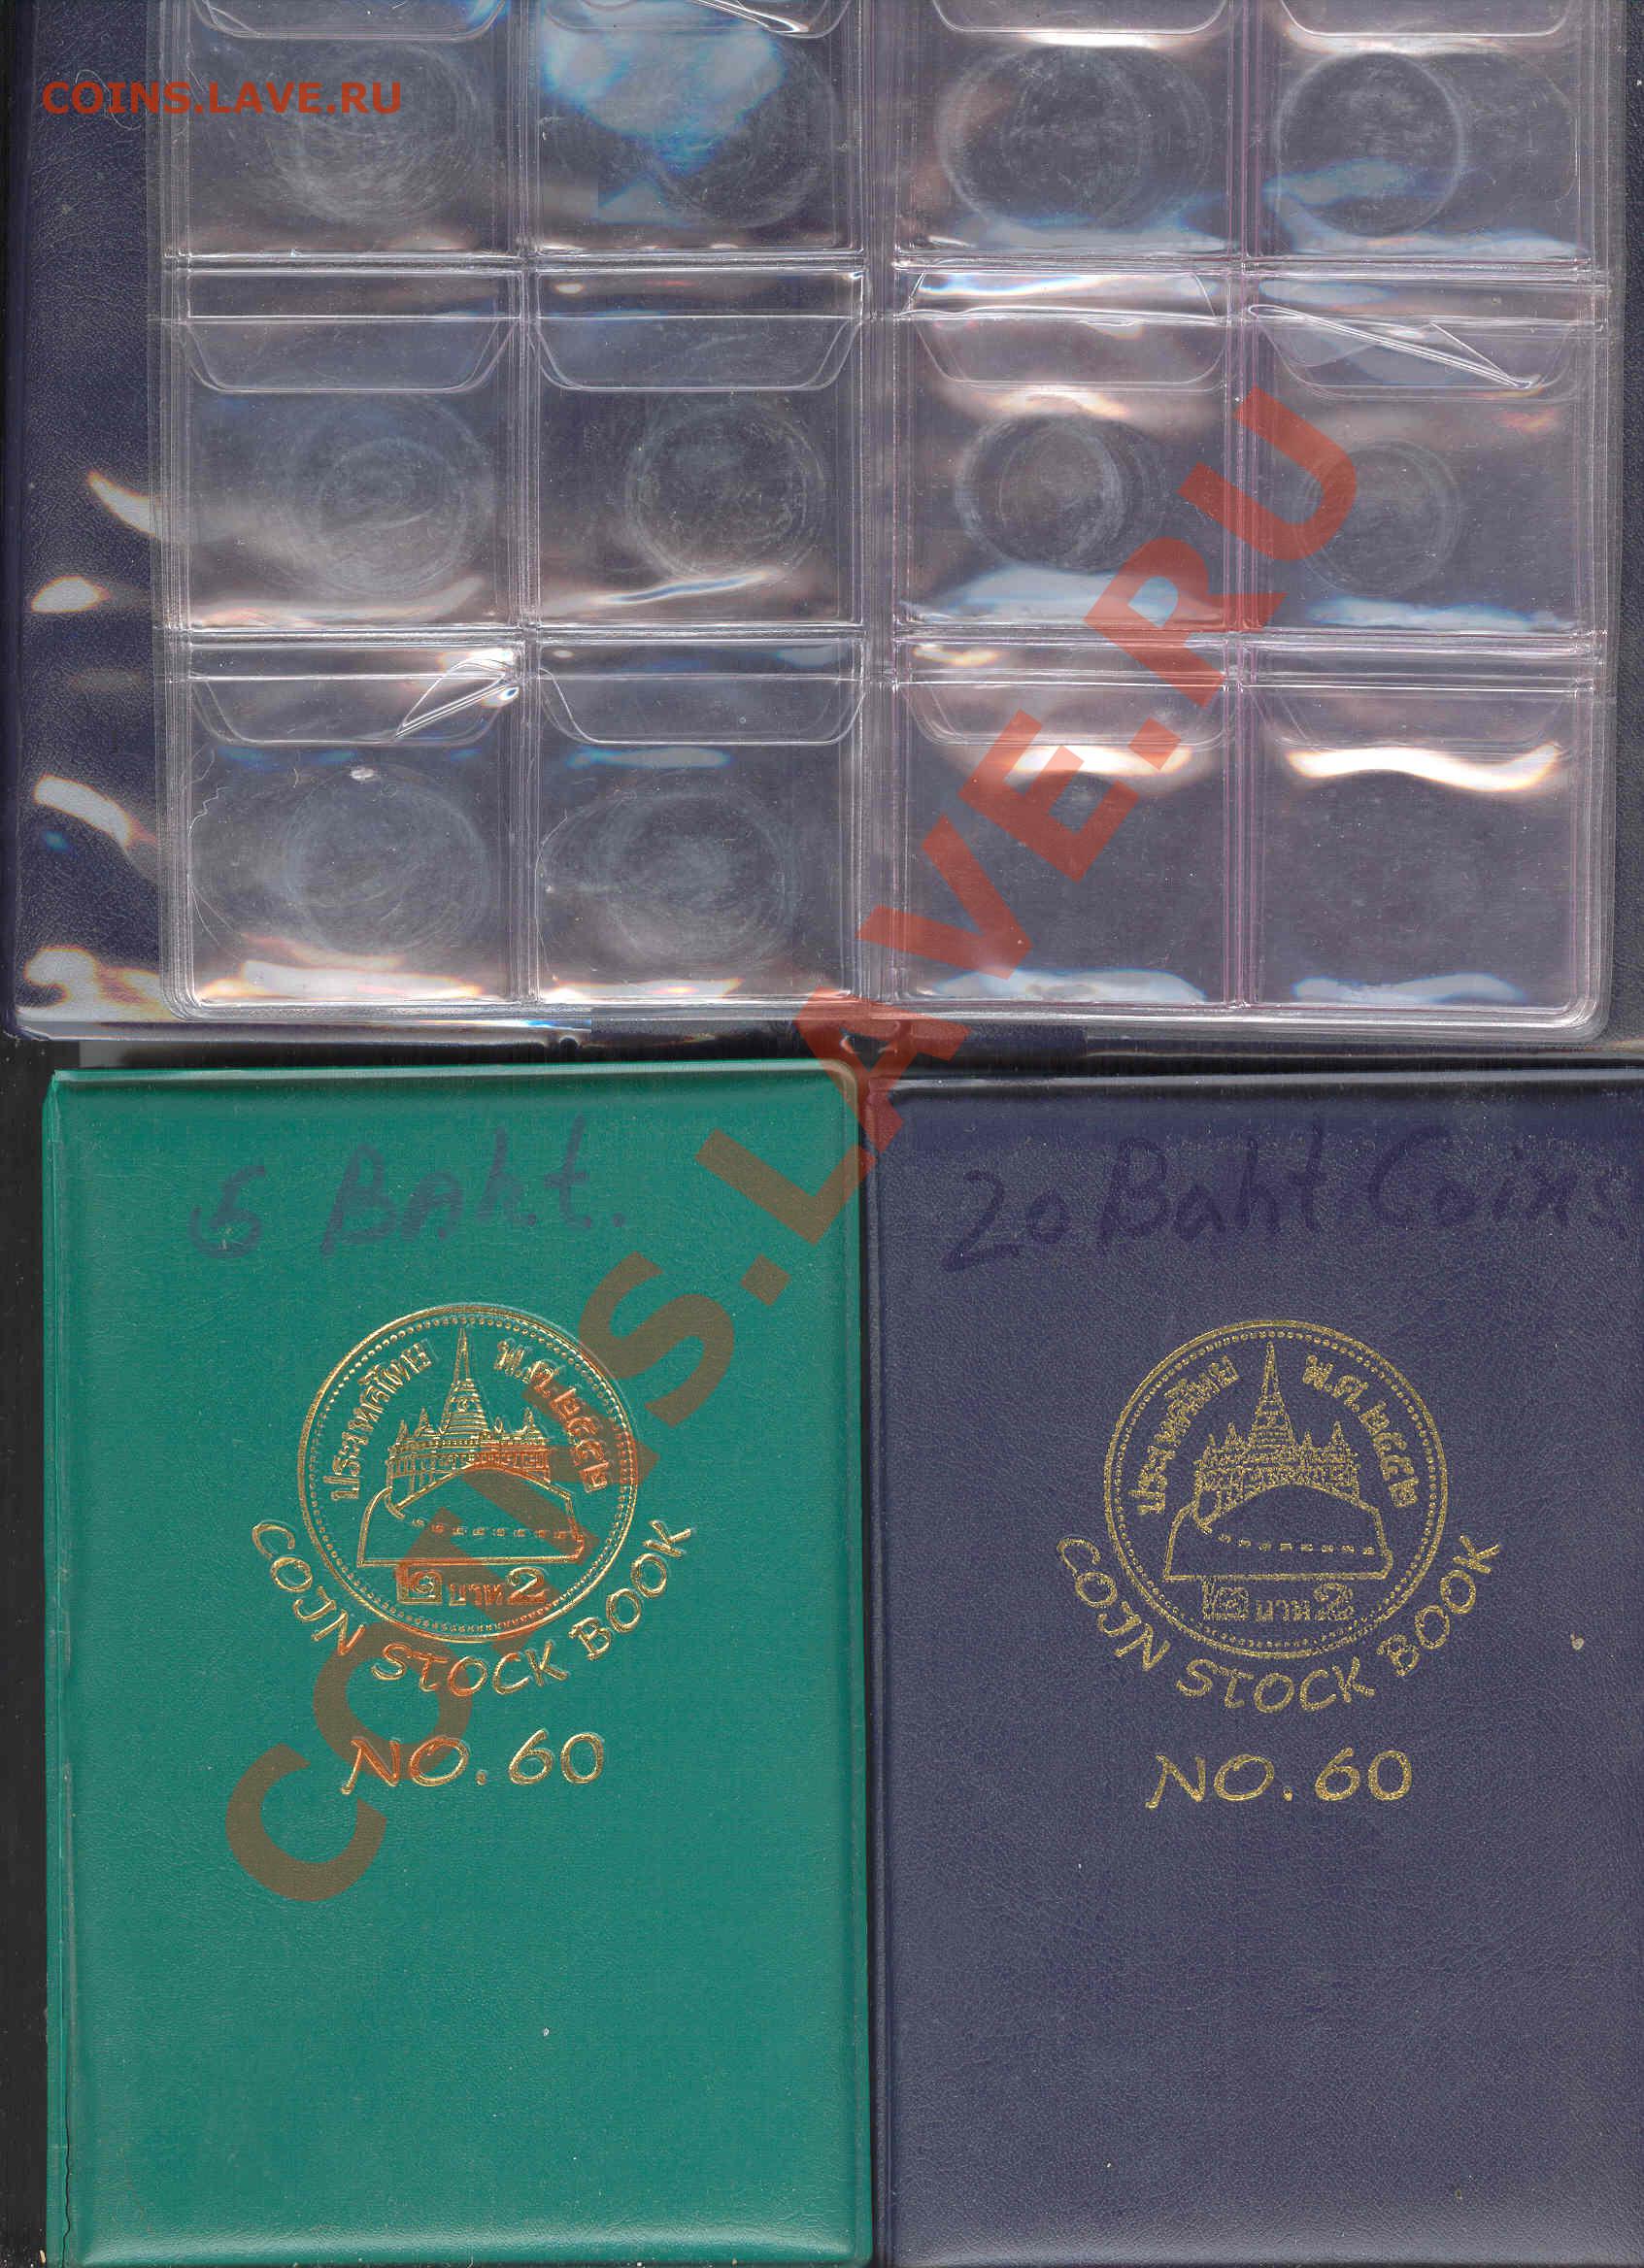 COINS.LAVE.RU
COINS.LAVE.RU
5 Baht.
ประเทศไทย พ.ศ.๒๕๕๒
๒ บาท 2
COJN STOCK BOOK
NO. 60
20 Baht Coins
ประเทศไทย พ.ศ.๒๕๕๒
๒ บาท 2
COJN STOCK BOOK
NO. 60